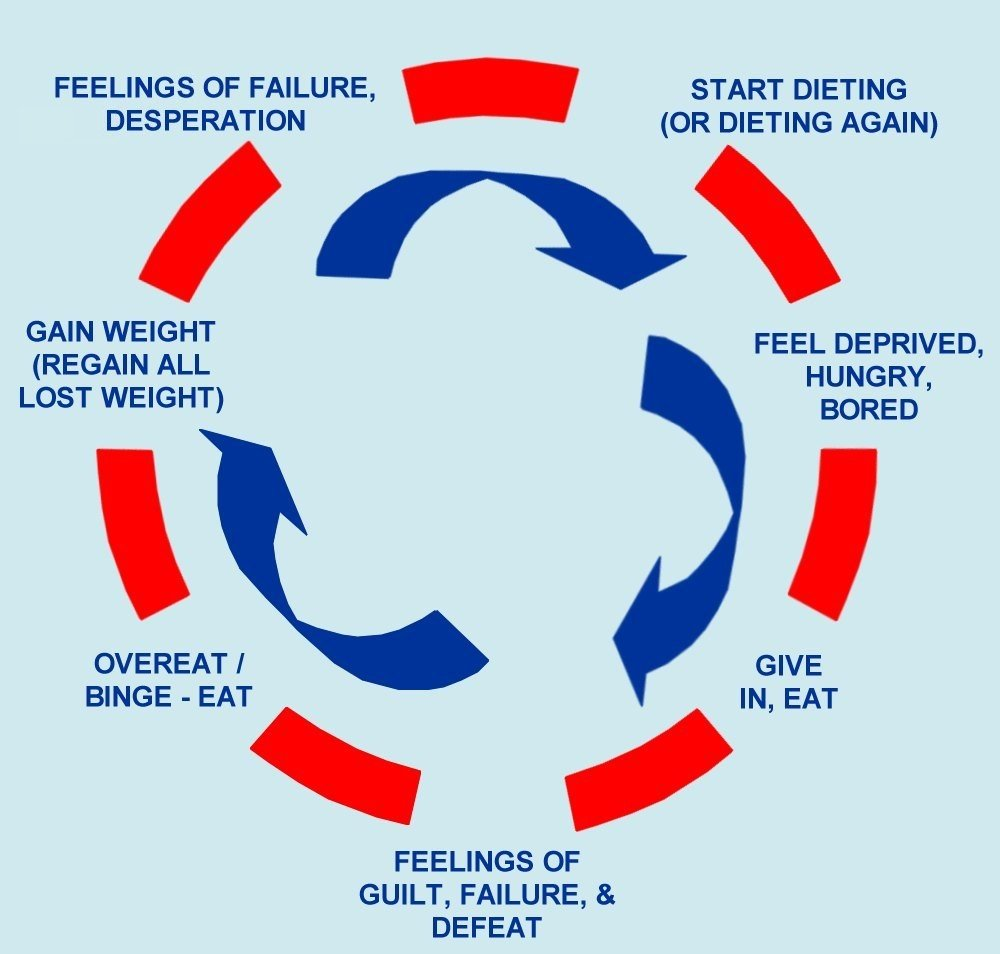 FEELINGS OF FAILURE,
DESPERATION
START DIETING
(OR DIETING AGAIN)
FEEL DEPRIVED,
HUNGRY,
BORED
GIVE
IN, EAT
FEELINGS OF
GUILT, FAILURE, &
DEFEAT
OVEREAT /
BINGE - EAT
GAIN WEIGHT
(REGAIN ALL
LOST WEIGHT)